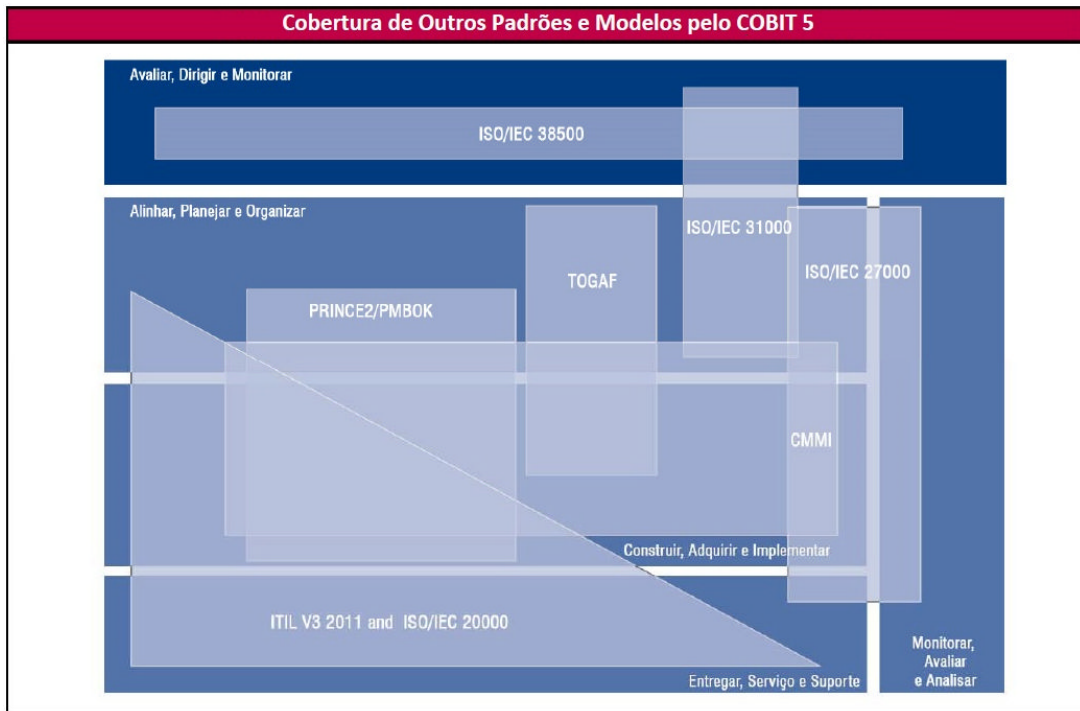 Cobertura de Outros Padrões e Modelos pelo COBIT 5
Avaliar, Dirigir e Monitorar
ISO/IEC 38500
Alinhar, Planejar e Organizar
ISO/IEC 31000
ISO/IEC 27000
TOGAF
PRINCE2/PMBOK
CMMI
Construir, Adquirir e Implementar
ITIL V3 2011 and ISO/IEC 20000
Entregar, Serviço e Suporte
Monitorar,
Avaliar
e Analisar